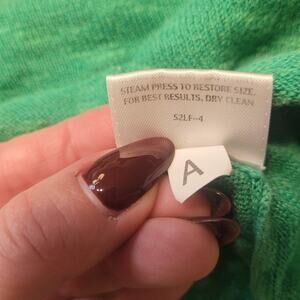 STEAM PRESS TO RESTORE SIZE.
FOR BEST RESULTS, DRY CLEAN
52LF-4
A